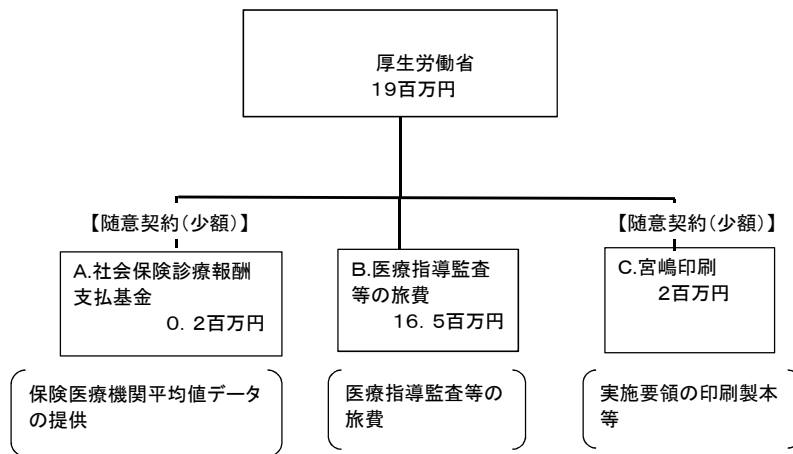 厚生労働省
19百万円
【随意契約(少額)】
【随意契約(少額)】
A.社会保険診療報酬
支払基金
0.2百万円
B.医療指導監査
等の旅費
16.5百万円
C.宮嶋印刷
2百万円
保険医療機関平均値データ
の提供
医療指導監査等の
旅費
実施要領の印刷製本
等